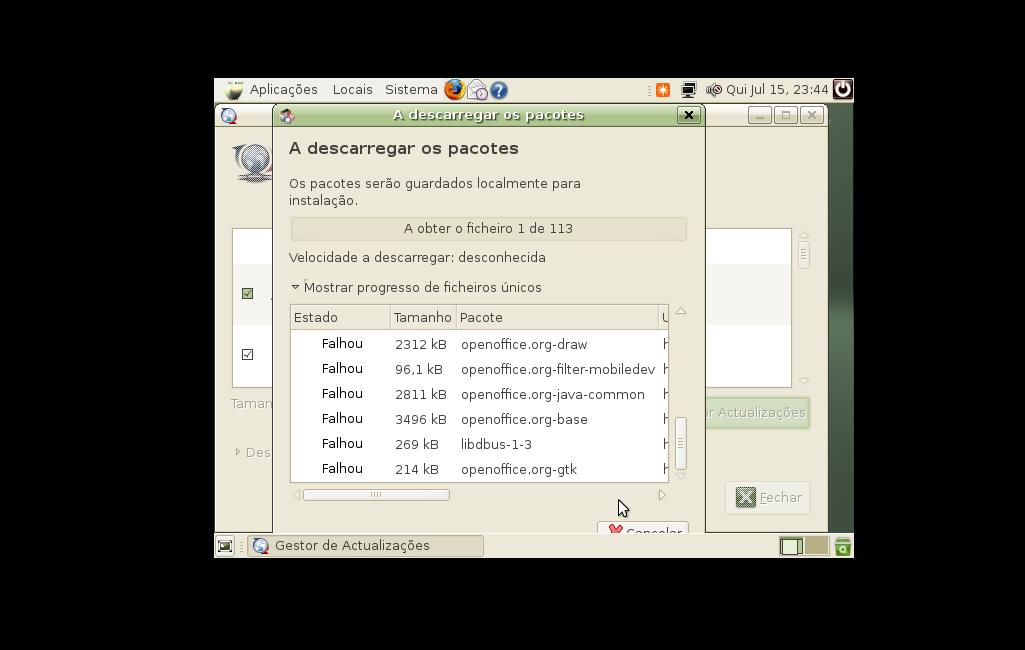 Aplicações Locais Sistema Qui Jul 15, 23:44
A descarregar os pacotes
A descarregar os pacotes
Os pacotes serão guardados localmente para
instalação.
A obter o ficheiro 1 de 113
Velocidade a descarregar: desconhecida
Mostrar progresso de ficheiros únicos
Estado Tamanho Pacote
Falhou 2312 kB openoffice.org-draw
Falhou 96,1 kB openoffice.org-filter-mobiledev
Falhou 2811 kB openoffice.org-java-common
Falhou 3496 kB openoffice.org-base
Falhou 269 kB libdbus-1-3
Falhou 214 kB openoffice.org-gtk
Taman
ar Actualizações
Des
Fechar
Cancelar
Gestor de Actualizações